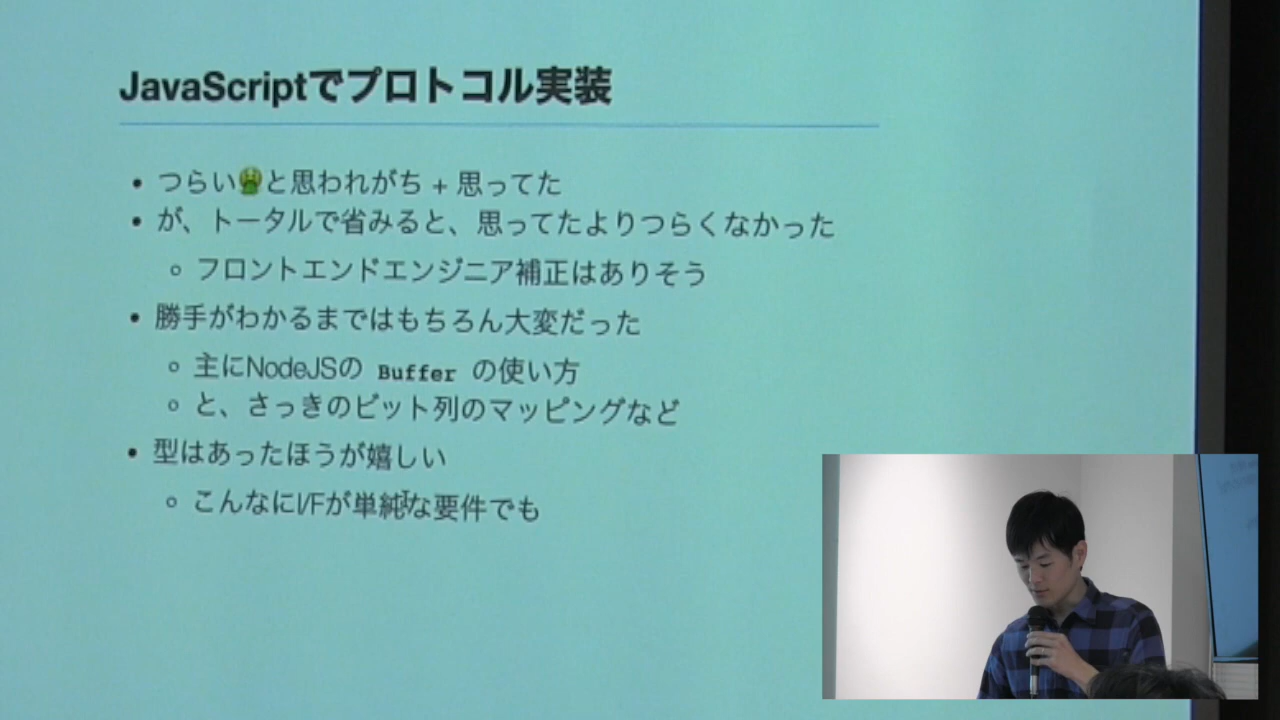 JavaScriptでプロトコル実装
• つらい🤮と思われがち + 思ってた
• が、トータルで省みると、思ってたよりつらくなかった
◦ フロントエンドエンジニア補正はありそう
• 勝手がわかるまではもちろん大変だった
◦ 主にNodeJSの Buffer の使い方
◦ と、さっきのビット列のマッピングなど
• 型はあったほうが嬉しい
◦ こんなにI/Fが単純な要件でも